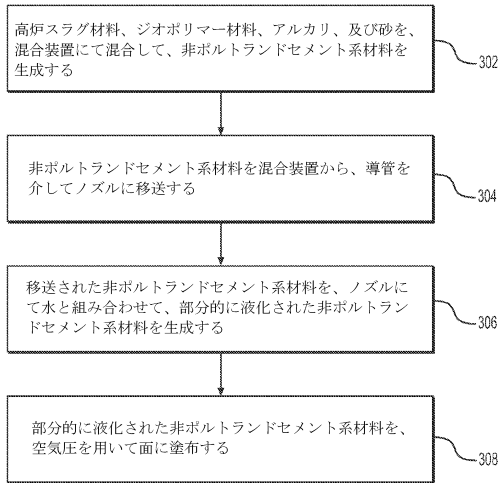 高炉スラグ材料、ジオポリマー材料、アルカリ、及び砂を、
混合装置にて混合して、非ポルトランドセメント系材料を
生成する
302
非ポルトランドセメント系材料を混合装置から、導管を
介してノズルに移送する
304
移送された非ポルトランドセメント系材料を、ノズルに
て水と組み合わせて、部分的に液化された非ポルトラン
ドセメント系材料を生成する
306
部分的に液化された非ポルトランドセメント系材料を、
空気圧を用いて面に塗布する
308